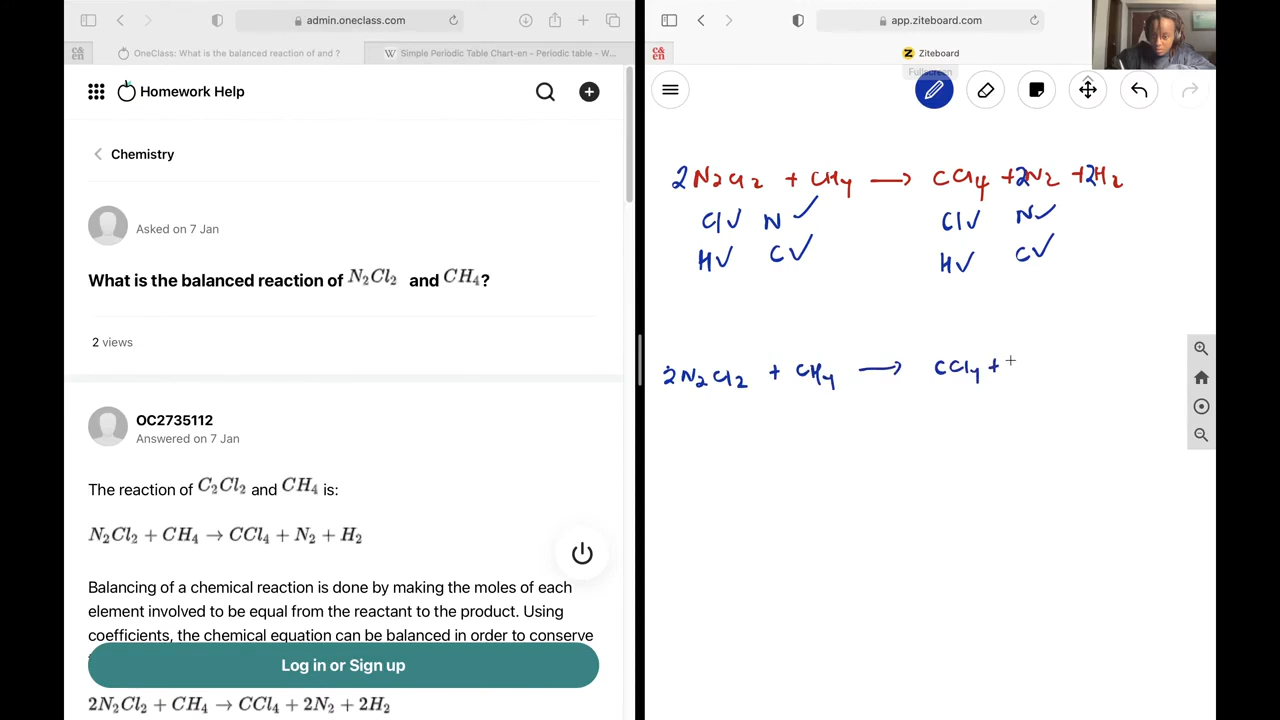 admin.oneclass.com
OneClass: What is the balanced reaction of and ?
Simple Periodic Table Chart-en - Periodic table - W...
Homework Help
Chemistry
Asked on 7 Jan
What is the balanced reaction of N₂Cl₂ and CH₄?
2 views
OC2735112
Answered on 7 Jan
The reaction of C₂Cl₂ and CH₄ is:
N₂Cl₂ + CH₄ → CCl₄ + N₂ + H₂
Balancing of a chemical reaction is done by making the moles of each
element involved to be equal from the reactant to the product. Using
coefficients, the chemical equation can be balanced in order to conserve
Log in or Sign up
2N₂Cl₂ + CH₄ → CCl₄ + 2N₂ + 2H₂
app.ziteboard.com
c&en
Z Ziteboard
Fullscreen
2N₂Cl₂ + CH₄ → CCl₄ + 2N₂ + 2H₂
Cl✓ N✓ Cl✓ N✓
H✓ C✓ H✓ C✓
2N₂Cl₂ + CH₄ → CCl₄ +